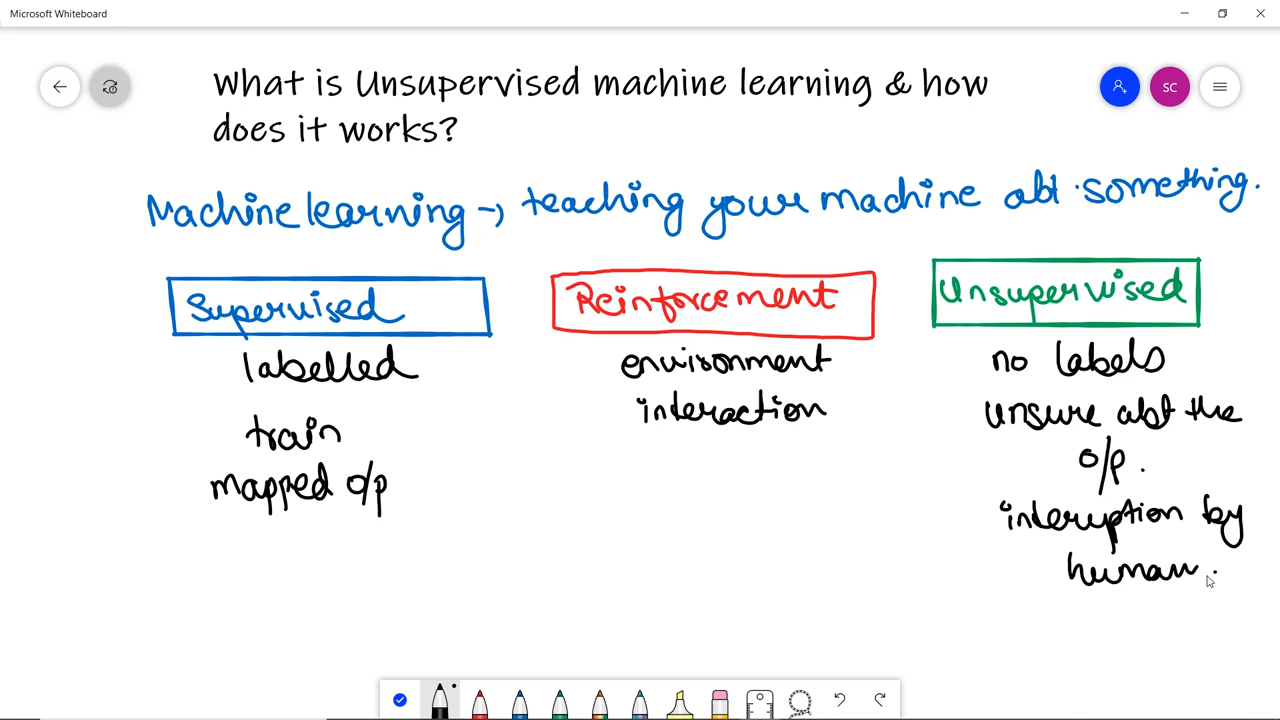 Microsoft Whiteboard
What is Unsupervised machine learning & how
does it works?
SC
Machine learning → teaching your machine abt something.
Supervised
labelled
train
mapped o/p
Reinforcement
environment
interaction
Unsupervised
no labels
unsure abt the
o/p.
interuption by
human.